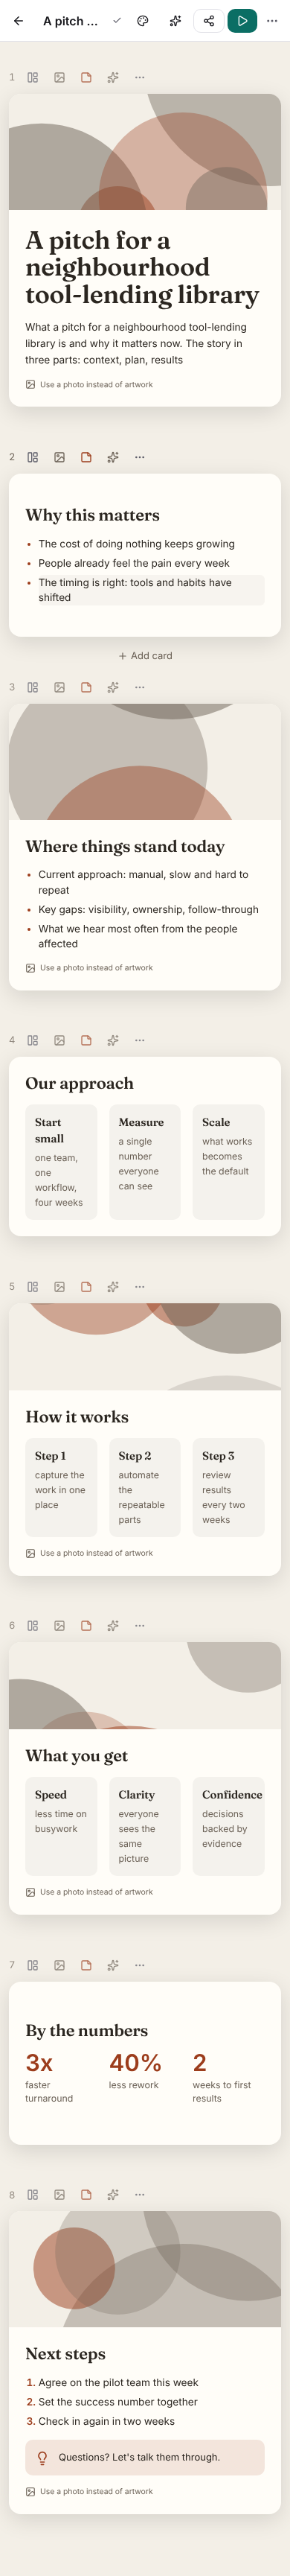 A pitch ...
1
A pitch for a
neighbourhood
tool-lending library
What a pitch for a neighbourhood tool-lending
library is and why it matters now. The story in
three parts: context, plan, results
Use a photo instead of artwork
2
Why this matters
• The cost of doing nothing keeps growing
• People already feel the pain every week
• The timing is right: tools and habits have
shifted
+ Add card
3
Where things stand today
• Current approach: manual, slow and hard to
repeat
• Key gaps: visibility, ownership, follow-through
• What we hear most often from the people
affected
Use a photo instead of artwork
4
Our approach
Start
small
one team,
one
workflow,
four weeks
Measure
a single
number
everyone
can see
Scale
what works
becomes
the default
5
How it works
Step 1
capture the
work in one
place
Step 2
automate
the
repeatable
parts
Step 3
review
results
every two
weeks
Use a photo instead of artwork
6
What you get
Speed
less time on
busywork
Clarity
everyone
sees the
same
picture
Confidence
decisions
backed by
evidence
Use a photo instead of artwork
7
By the numbers
3x
faster
turnaround
40%
less rework
2
weeks to first
results
8
Next steps
1. Agree on the pilot team this week
2. Set the success number together
3. Check in again in two weeks
Questions? Let's talk them through.
Use a photo instead of artwork